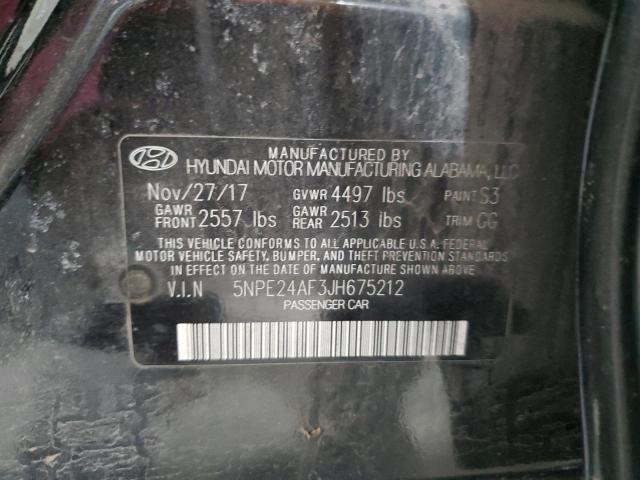 MANUFACTURED BY
HYUNDAI MOTOR MANUFACTURING ALABAMA, LLC
Nov/27/17 GVWR 4497 lbs PAINT S3
GAWR FRONT 2557 lbs GAWR REAR 2513 lbs TRIM GG
THIS VEHICLE CONFORMS TO ALL APPLICABLE U.S.A. FEDERAL
MOTOR VEHICLE SAFETY, BUMPER, AND THEFT PREVENTION STANDARDS
IN EFFECT ON THE DATE OF MANUFACTURE SHOWN ABOVE
V.I.N 5NPE24AF3JH675212
PASSENGER CAR